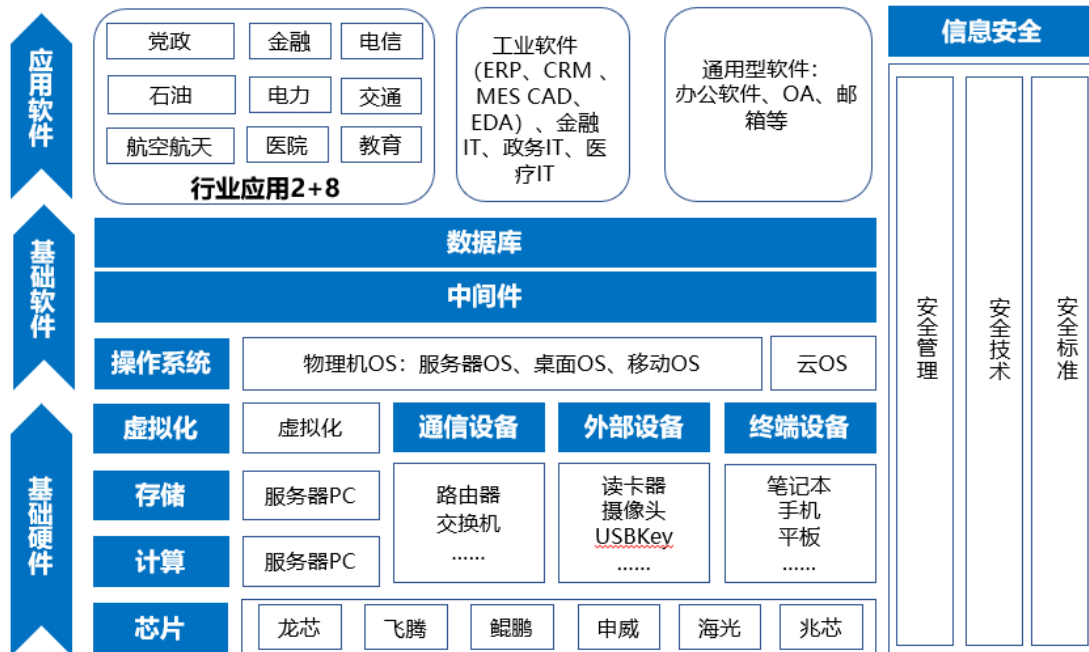 应用软件
党政
金融
电信
石油
电力
交通
航空航天
医院
教育
行业应用2+8
工业软件
（ERP、CRM 、
MES CAD、
EDA）、金融
IT、政务IT、医
疗IT
通用型软件：
办公软件、OA、邮
箱等
信息安全
安全管理
安全技术
安全标准
基础软件
数据库
中间件
操作系统
物理机OS：服务器OS、桌面OS、移动OS
云OS
基础硬件
虚拟化
虚拟化
通信设备
外部设备
终端设备
存储
服务器PC
路由器
交换机
……
读卡器
摄像头
USBKey
……
笔记本
手机
平板
……
计算
服务器PC
芯片
龙芯
飞腾
鲲鹏
申威
海光
兆芯